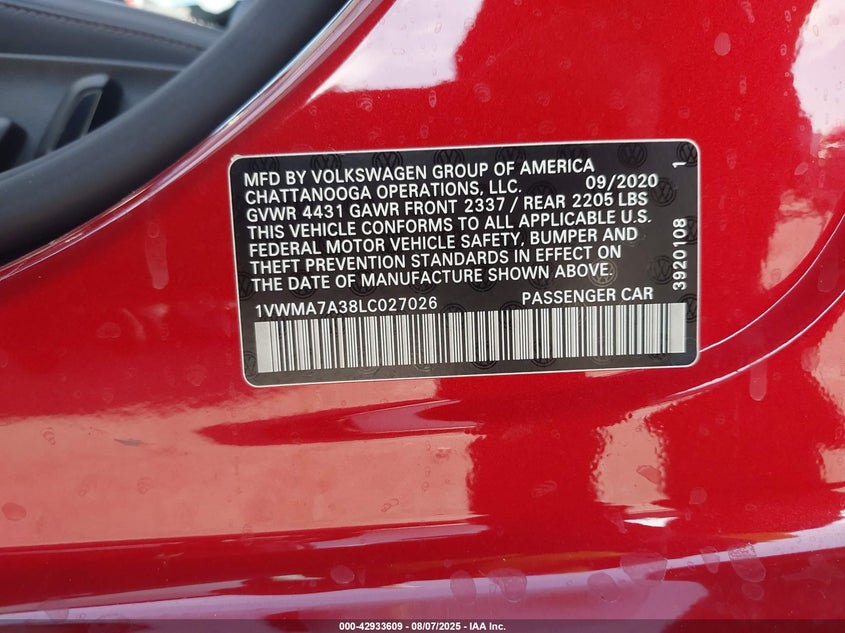 MFD BY VOLKSWAGEN GROUP OF AMERICA
CHATTANOOGA OPERATIONS, LLC. 09/2020
GVWR 4431 GAWR FRONT 2337 / REAR 2205 LBS
THIS VEHICLE CONFORMS TO ALL APPLICABLE U.S.
FEDERAL MOTOR VEHICLE SAFETY, BUMPER AND
THEFT PREVENTION STANDARDS IN EFFECT ON
THE DATE OF MANUFACTURE SHOWN ABOVE.
1VWMA7A38LC027026 PASSENGER CAR
3920108 1
000-42933609 - 08/07/2025 - IAA Inc.